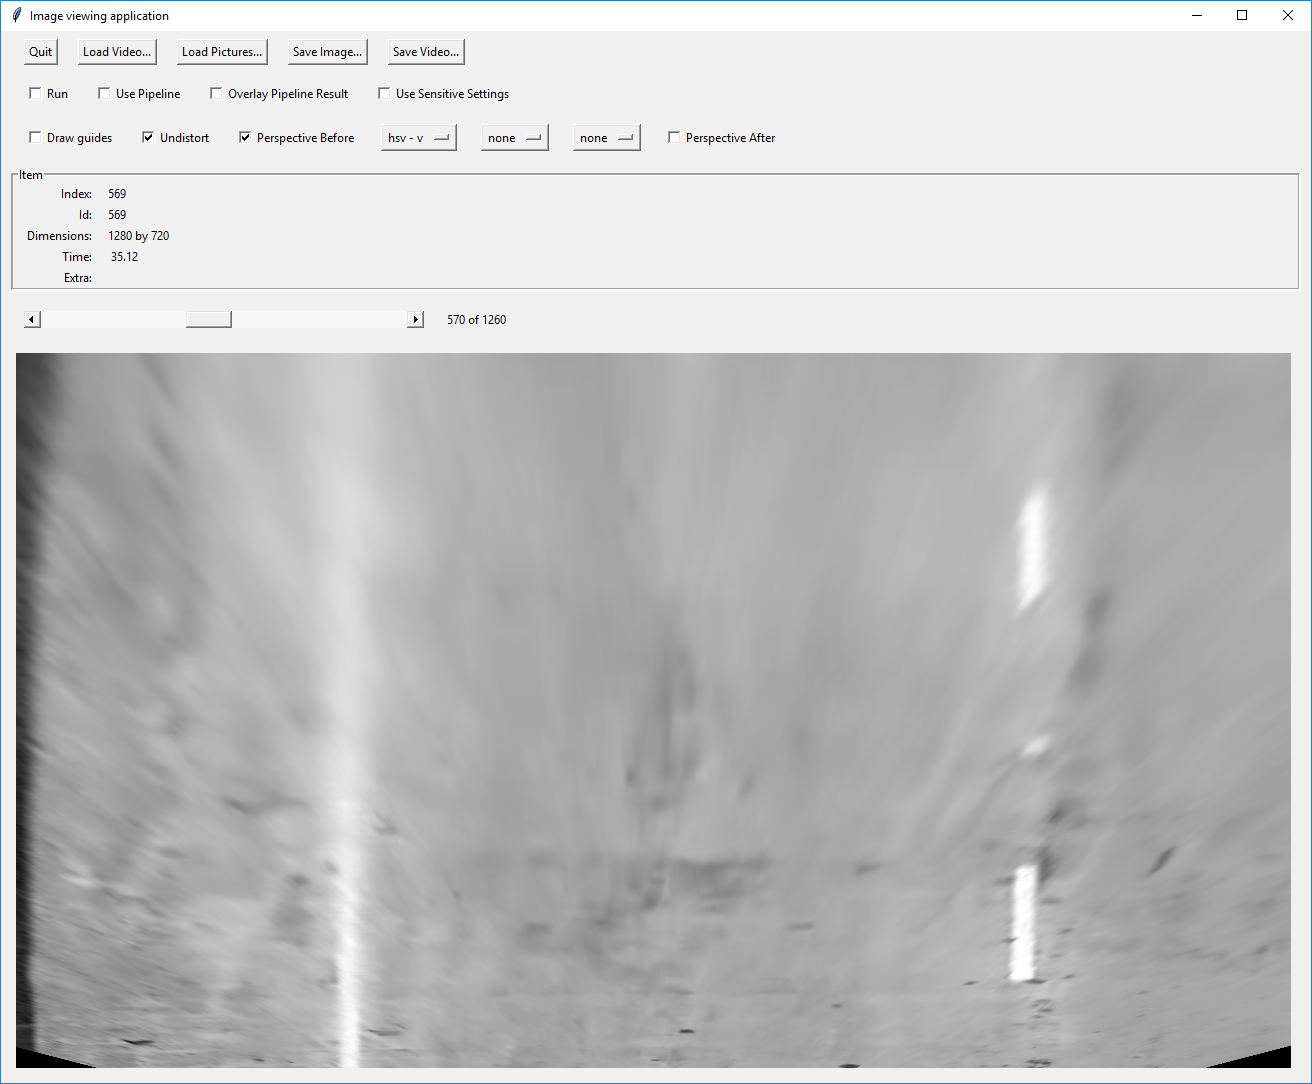 Image viewing application
Quit Load Video... Load Pictures... Save Image... Save Video...
Run Use Pipeline Overlay Pipeline Result Use Sensitive Settings
Draw guides Undistort Perspective Before hsv - v none none Perspective After
Item
Index: 569
Id: 569
Dimensions: 1280 by 720
Time: 35.12
Extra:
570 of 1260